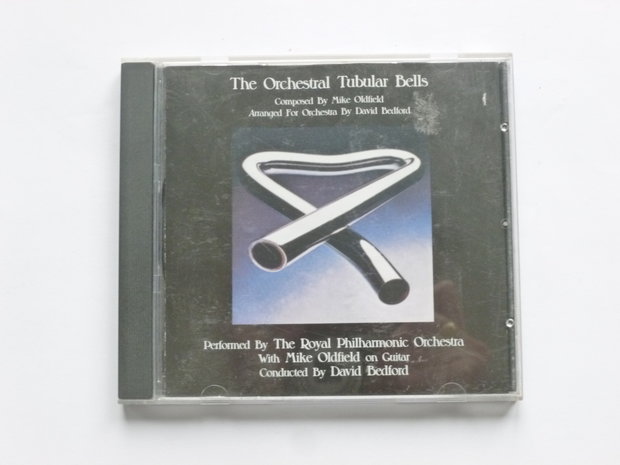 The Orchestral Tubular Bells
Composed By Mike Oldfield
Arranged For Orchestra By David Bedford
Performed By The Royal Philharmonic Orchestra
With Mike Oldfield on Guitar
Conducted By David Bedford